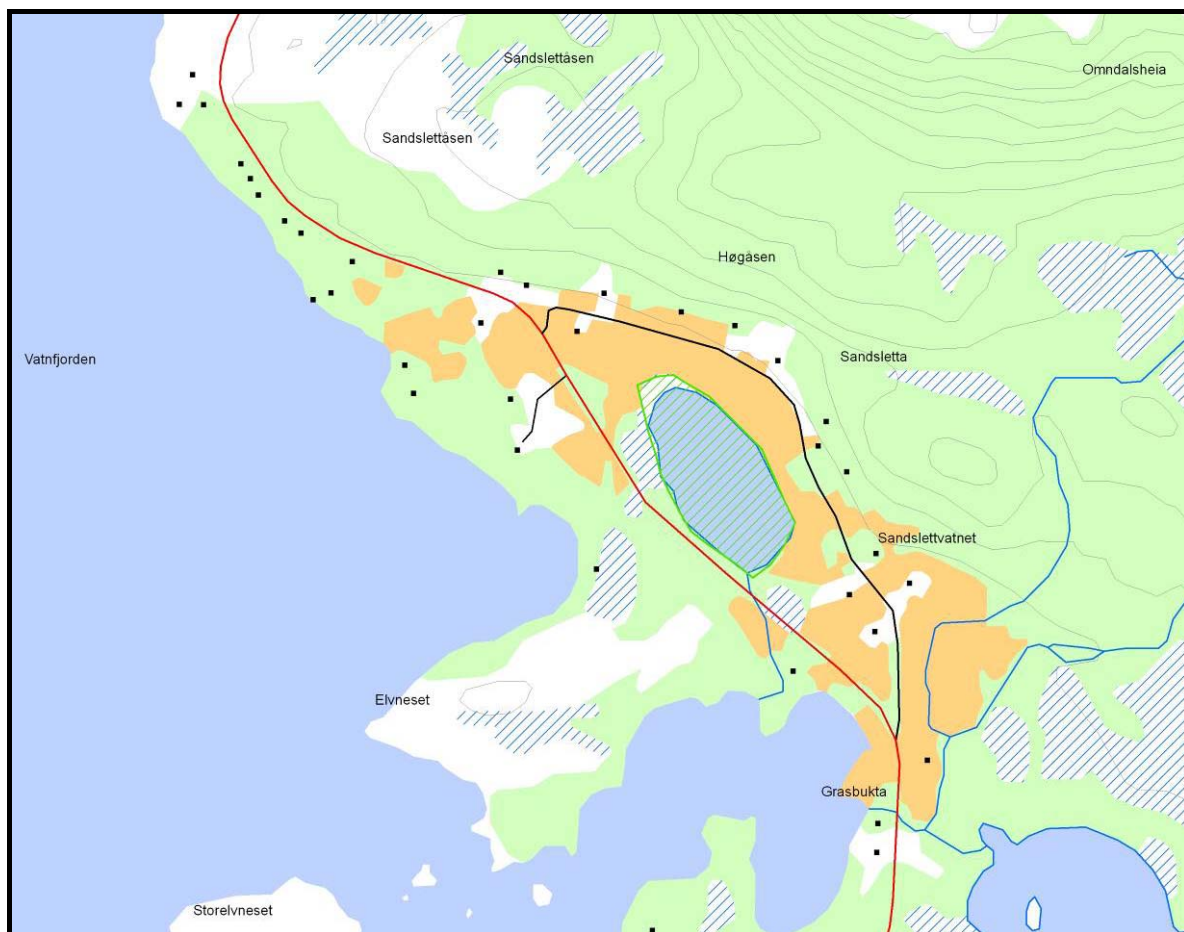 Sandslettåsen
Omndalsheia
Sandslettåsen
Høgåsen
Vatnfjorden
Sandsletta
Sandslettvatnet
Elvneset
Grasbukta
Storelvneset